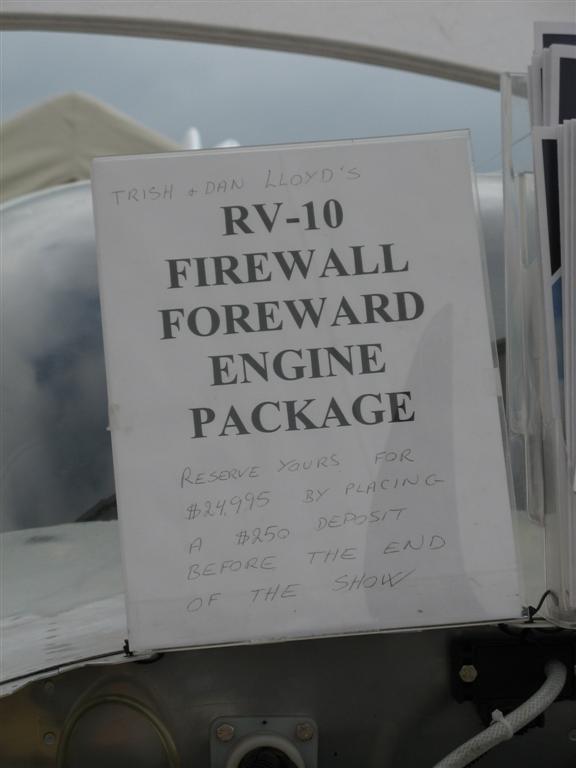 TRISH + DAN LLOYD'S
RV-10
FIREWALL
FOREWARD
ENGINE
PACKAGE
RESERVE YOURS FOR
$24,995 BY PLACING
A $250 DEPOSIT
BEFORE THE END
OF THE SHOW